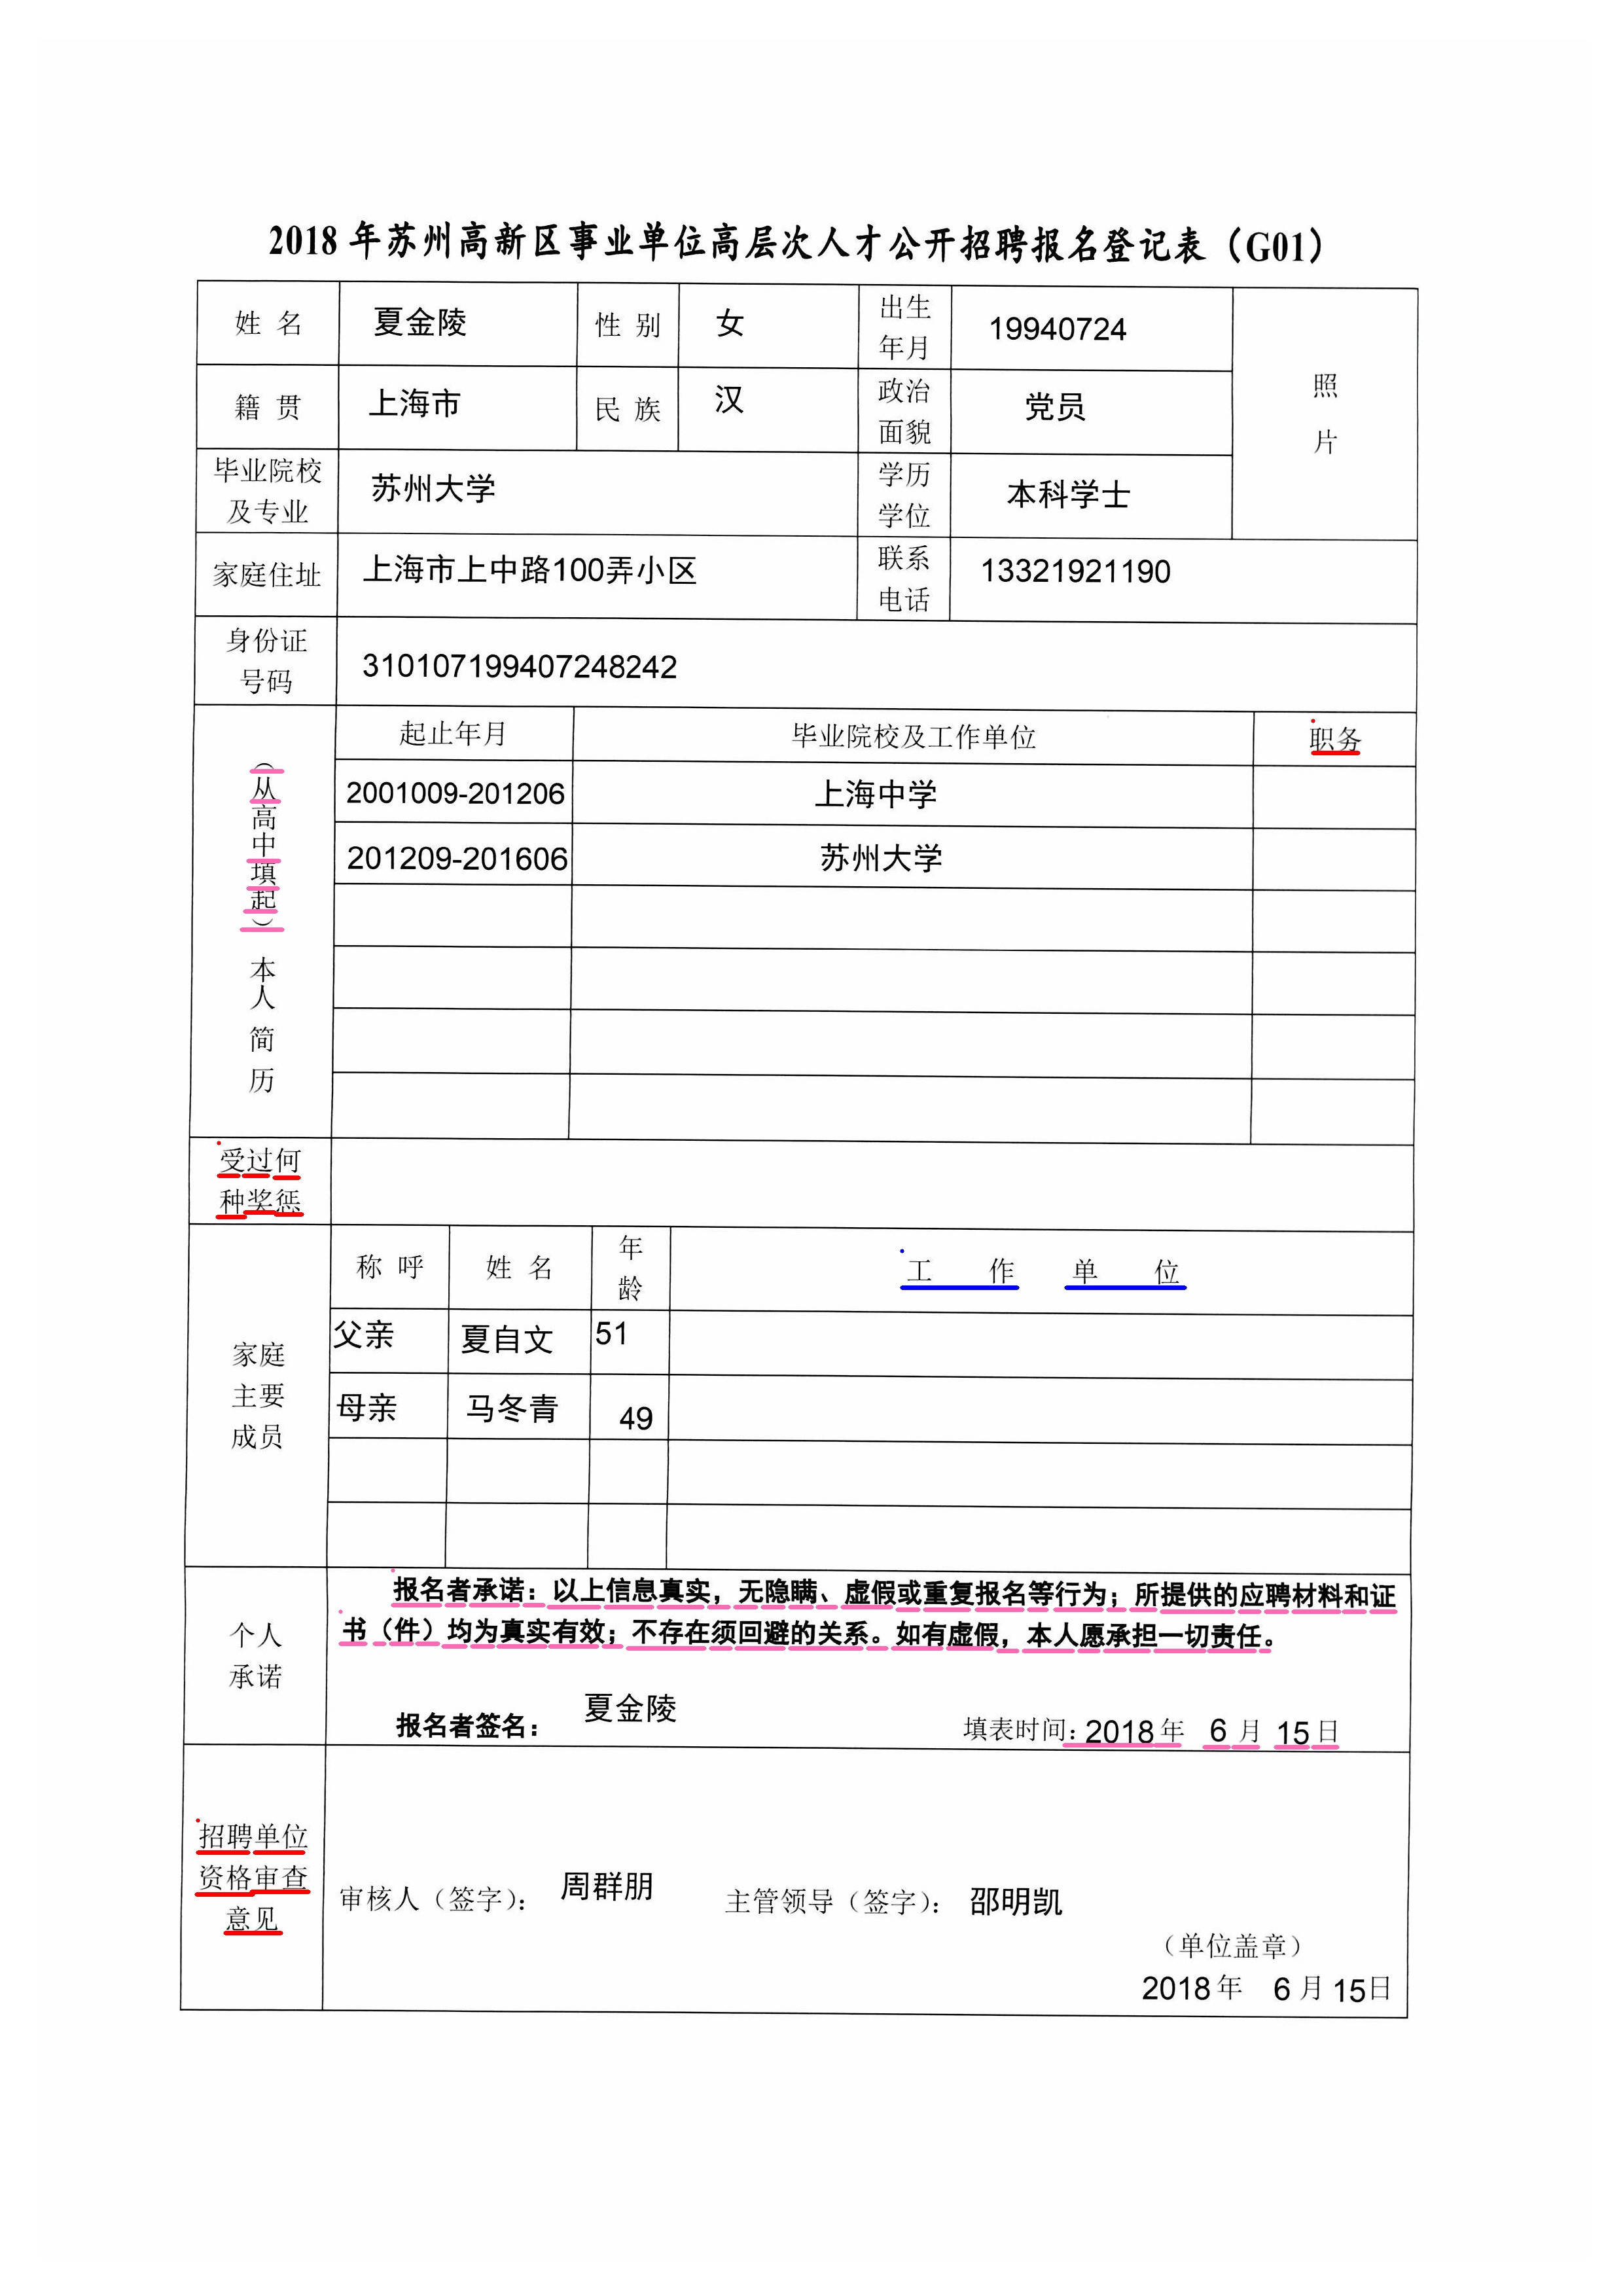 2018 年苏州高新区事业单位高层次人才公开招聘报名登记表（G01）
姓 名 夏金陵 性 别 女 出生年月 19940724
照片
籍 贯 上海市 民 族 汉 政治面貌 党员
毕业院校及专业 苏州大学 学历学位 本科学士
家庭住址 上海市上中路100弄小区 联系电话 13321921190
身份证号码 310107199407248242
（从高中填起）本人简历
起止年月 毕业院校及工作单位 职务
2001009-201206 上海中学
201209-201606 苏州大学
受过何种奖惩
家庭主要成员
称 呼 姓 名 年龄 工 作 单 位
父亲 夏自文 51
母亲 马冬青 49
个人承诺
报名者承诺：以上信息真实，无隐瞒、虚假或重复报名等行为；所提供的应聘材料和证
书（件）均为真实有效；不存在须回避的关系。如有虚假，本人愿承担一切责任。
报名者签名： 夏金陵 填表时间：2018年 6月 15日
招聘单位资格审查意见
审核人（签字）： 周群朋 主管领导（签字）： 邵明凯
（单位盖章）
2018年 6月15日